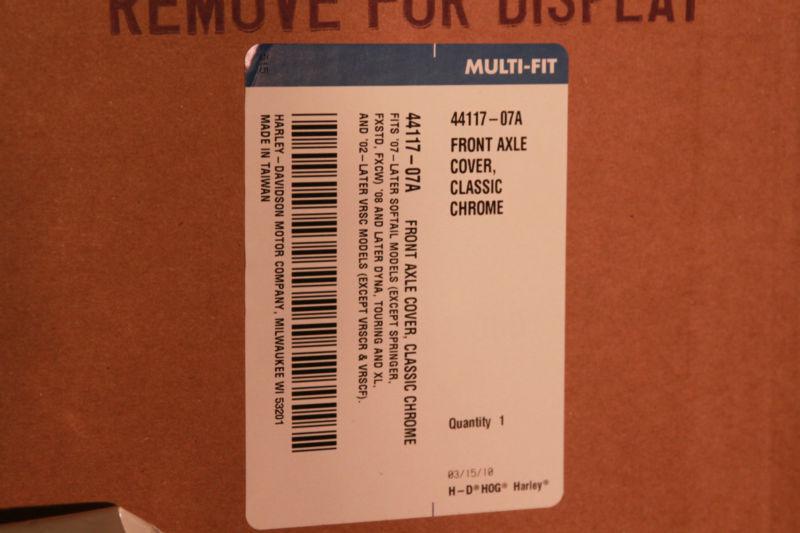 REMOVE FOR DISPLAY
MULTI-FIT
44117-07A
FRONT AXLE
COVER,
CLASSIC
CHROME
Quantity 1
03/15/10
H-D® HOG® Harley®
44117-07A FRONT AXLE COVER, CLASSIC CHROME
FITS '07-LATER SOFTAIL MODELS (EXCEPT SPRINGER,
FXSTD, FXCW) '08 AND LATER DYNA, TOURING AND XL,
AND '02-LATER VRSC MODELS (EXCEPT VRSCR & VRSCF).
HARLEY-DAVIDSON MOTOR COMPANY, MILWAUKEE WI 53201
MADE IN TAIWAN